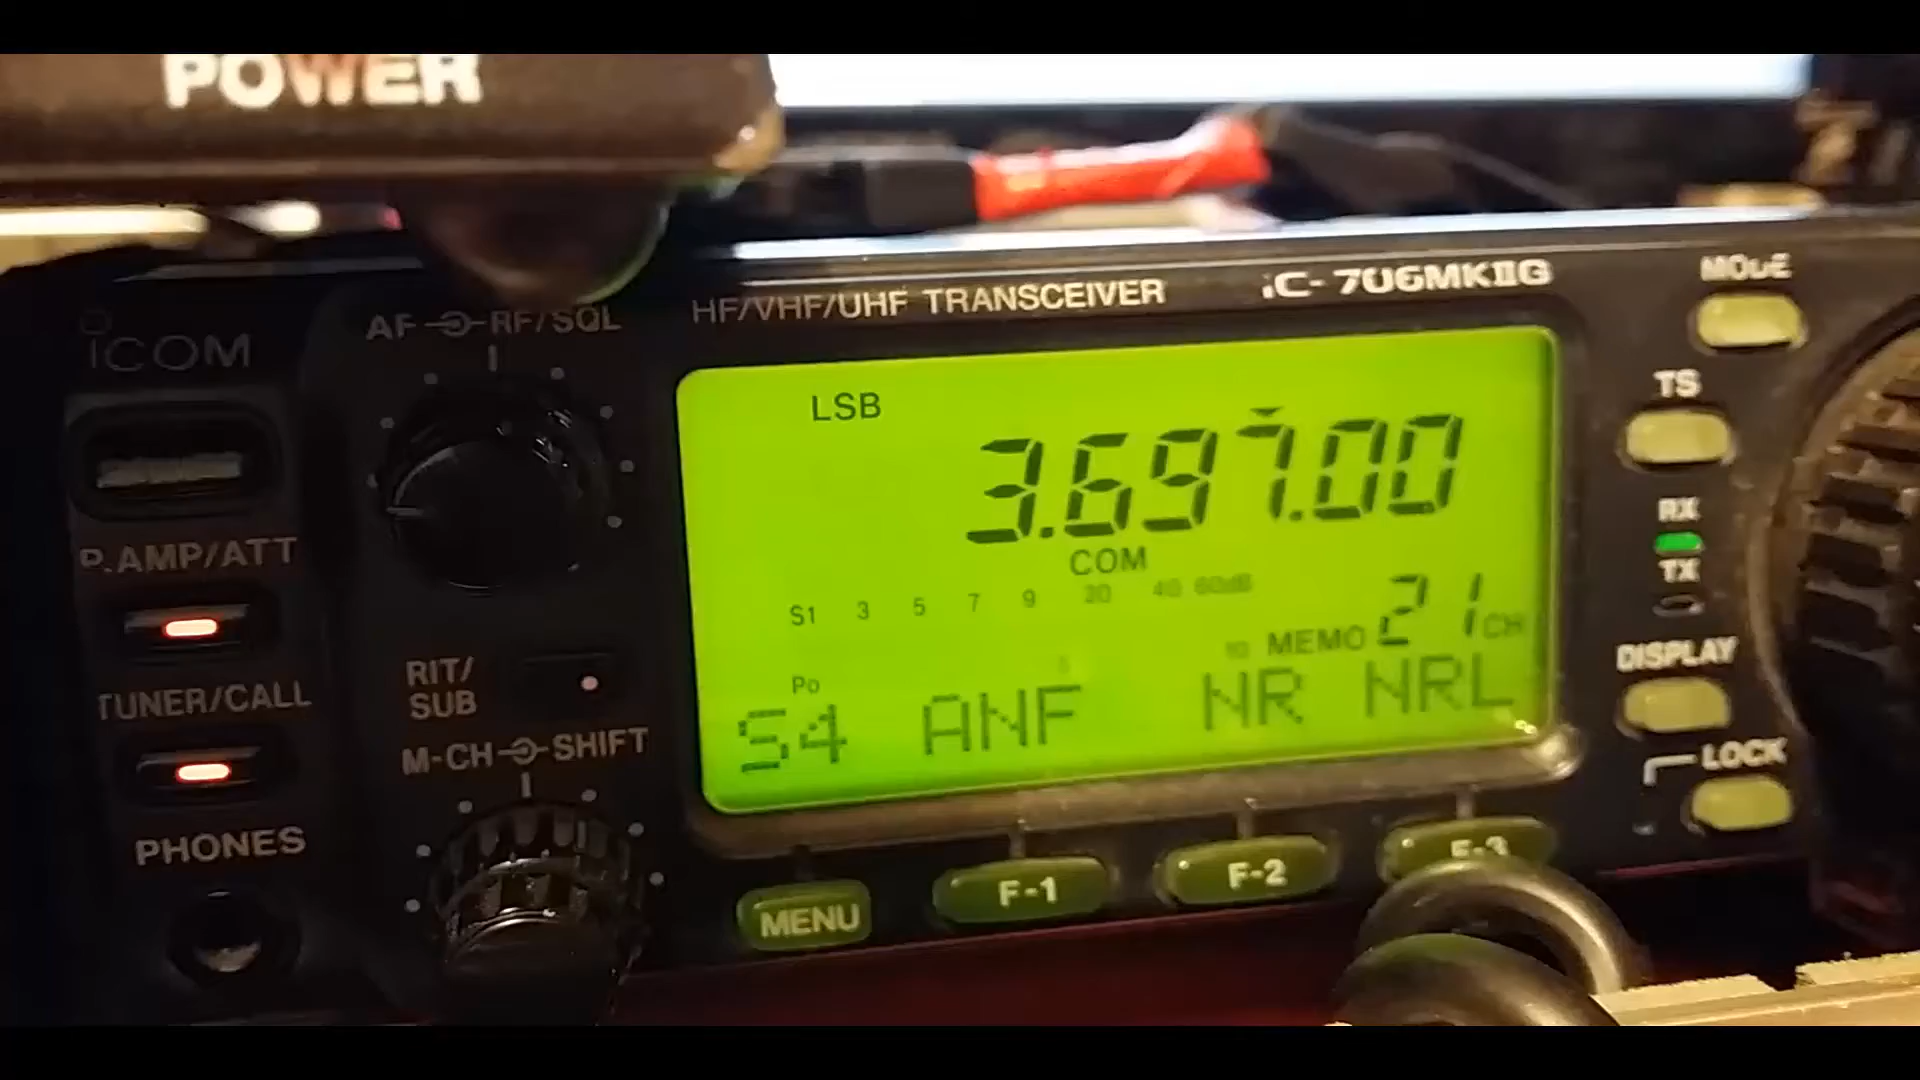 POWER
ICOM
AF RF/SQL
HF/VHF/UHF TRANSCEIVER
iC-706MKIIG
MODE
TS
LSB
3.697.00
COM
S1 3 5 7 9 20 40 60dB
10 MEMO 21CH
Po
S4 ANF NR NRL
RX
TX
DISPLAY
LOCK
P.AMP/ATT
TUNER/CALL
RIT/
SUB
M-CH SHIFT
PHONES
MENU
F-1
F-2
F-3